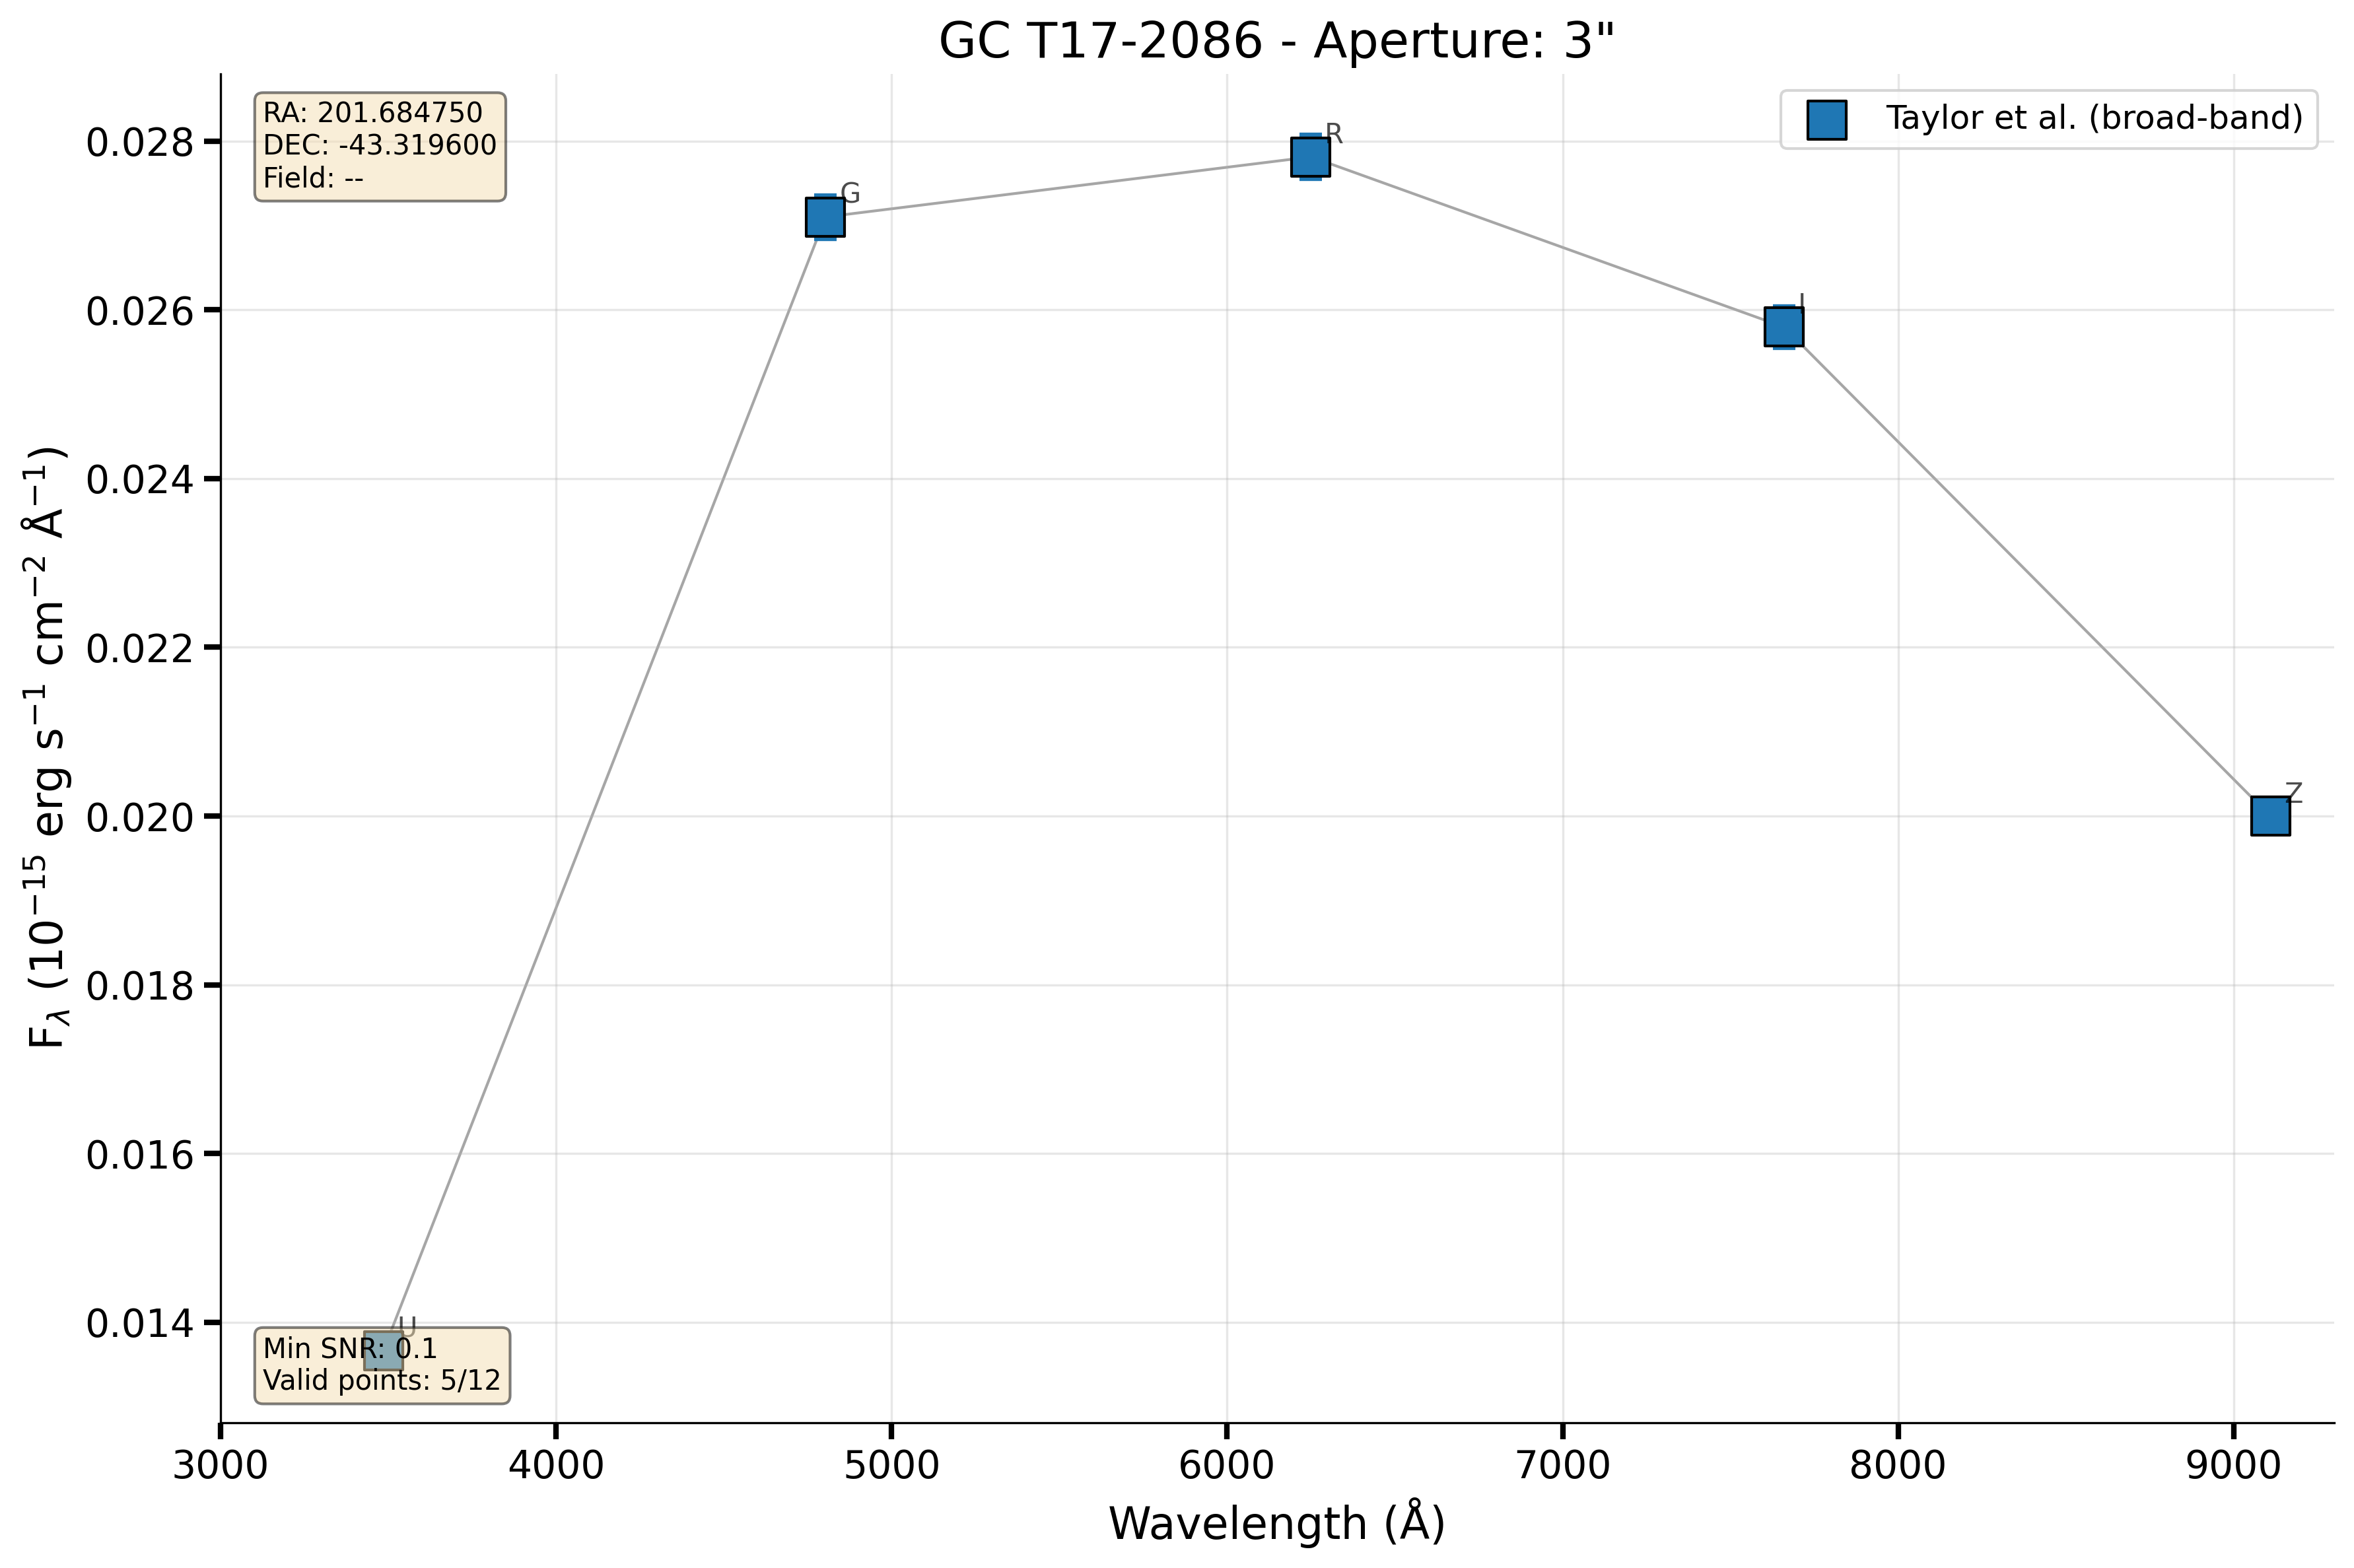 GC T17-2086 - Aperture: 3"
RA: 201.684750
DEC: -43.319600
Field: --
Taylor et al. (broad-band)
0.028
0.026
0.024
0.022
0.020
0.018
0.016
0.014
F_λ (10⁻¹⁵ erg s⁻¹ cm⁻² Å⁻¹)
U
G
R
I
Z
Min SNR: 0.1
Valid points: 5/12
3000
4000
5000
6000
7000
8000
9000
Wavelength (Å)